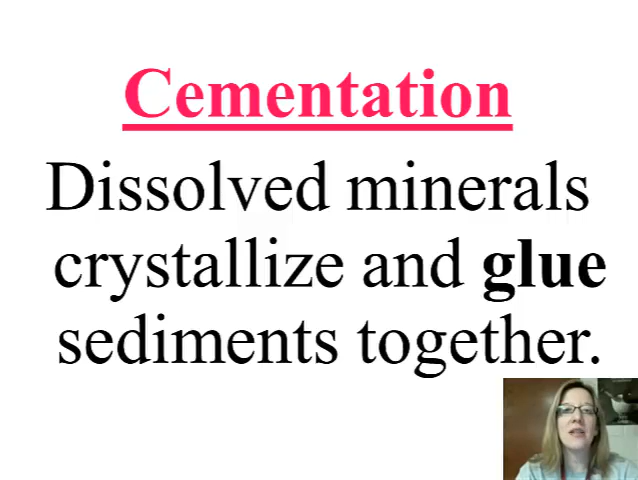 Cementation
Dissolved minerals
crystallize and glue
sediments together.